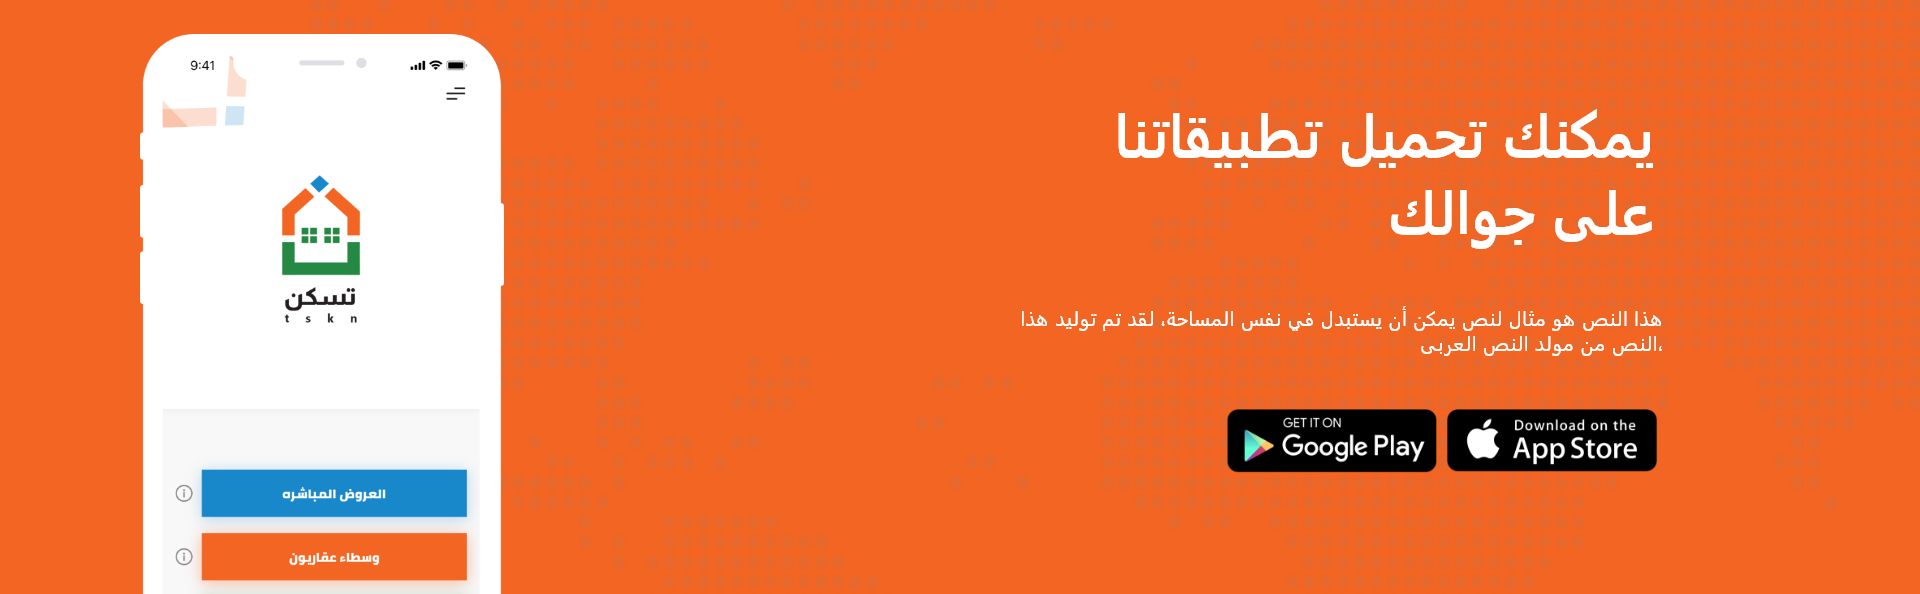 يمكنك تحميل تطبيقاتنا
على جوالك
هذا النص هو مثال لنص يمكن أن يستبدل في نفس المساحة، لقد تم توليد هذا
النص من مولد النص العربى،
GET IT ON
Google Play
Download on the
App Store
9:41
تسكن
tskn
العروض المباشره
وسطاء عقاريون